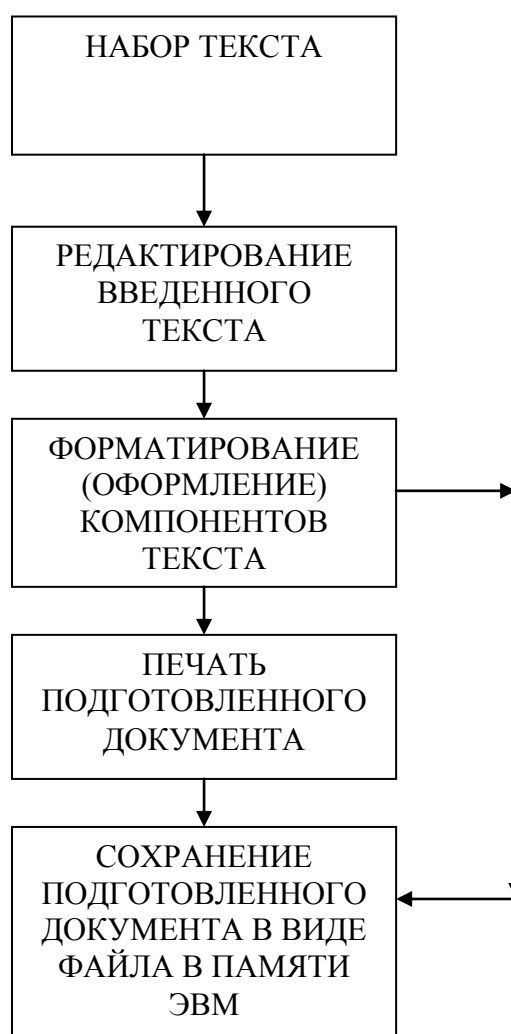 НАБОР ТЕКСТА
РЕДАКТИРОВАНИЕ
ВВЕДЕННОГО
ТЕКСТА
ФОРМАТИРОВАНИЕ
(ОФОРМЛЕНИЕ)
КОМПОНЕНТОВ
ТЕКСТА
ПЕЧАТЬ
ПОДГОТОВЛЕННОГО
ДОКУМЕНТА
СОХРАНЕНИЕ
ПОДГОТОВЛЕННОГО
ДОКУМЕНТА В ВИДЕ
ФАЙЛА В ПАМЯТИ
ЭВМ